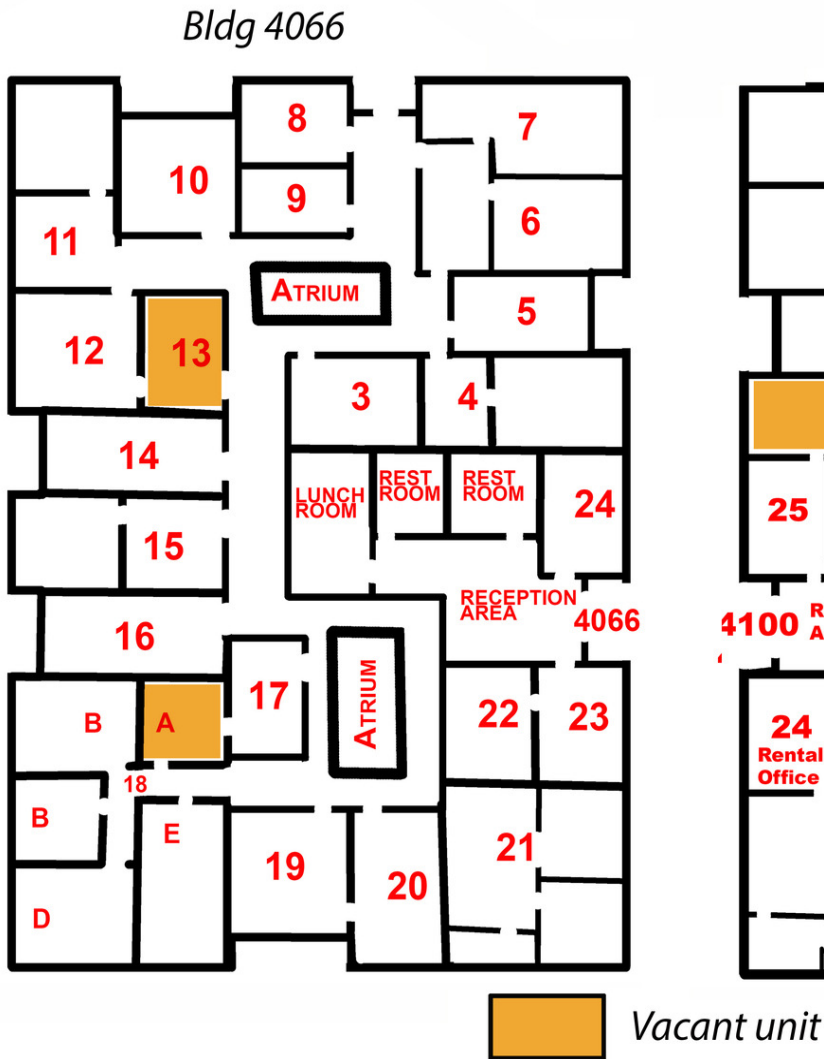 Bldg 4066
8
7
10
9
6
11
ATRIUM
5
12
13
3
4
14
LUNCH
ROOM
REST
ROOM
REST
ROOM
24
25
15
RECEPTION
AREA
4066
4100
R
A
16
17
ATRIUM
B
A
22
23
24
Rental
Office
18
B
E
21
19
20
D
Vacant unit